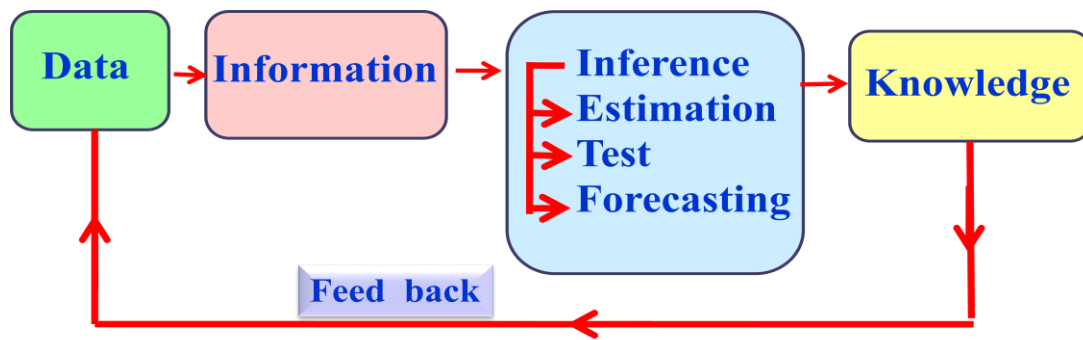 Data
Information
Inference
Estimation
Test
Forecasting
Knowledge
Feed back